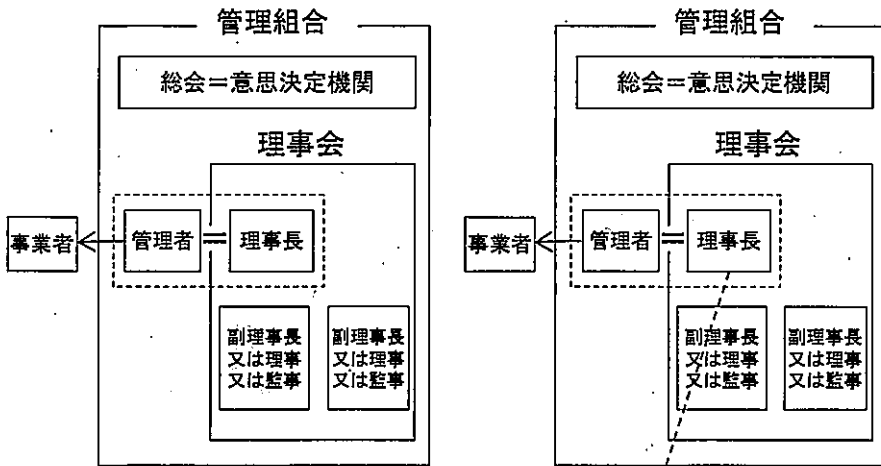 管理組合
総会＝意思決定機関
理事会
事業者
管理者
＝
理事長
副理事長
又は理事
又は監事
副理事長
又は理事
又は監事
管理組合
総会＝意思決定機関
理事会
事業者
管理者
＝
理事長
副理事長
又は理事
又は監事
副理事長
又は理事
又は監事